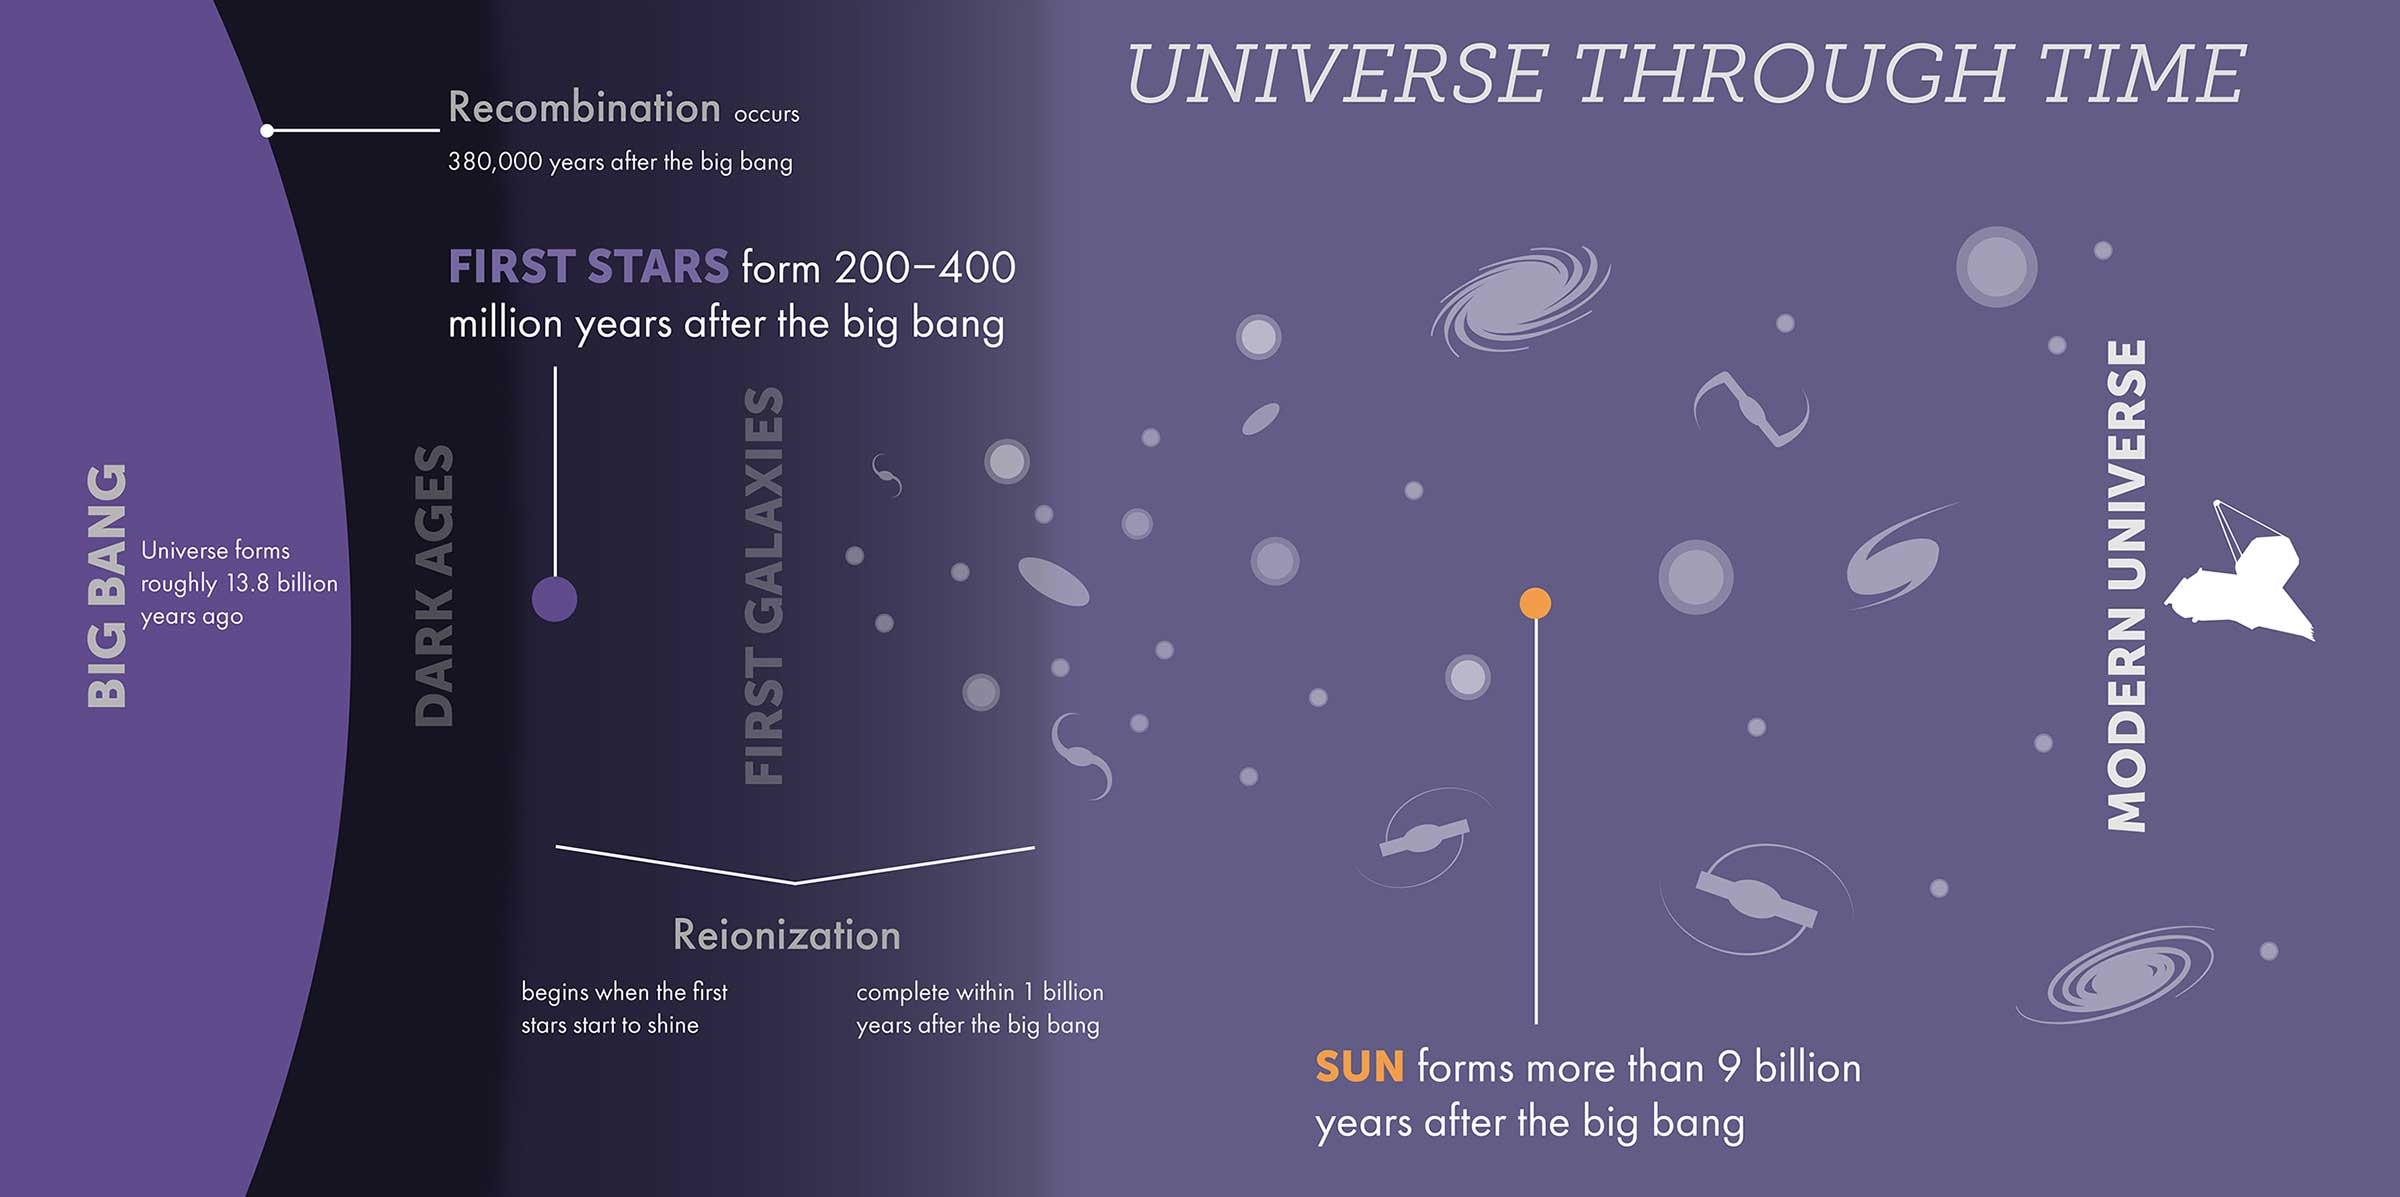 UNIVERSE THROUGH TIME
Recombination occurs
380,000 years after the big bang
FIRST STARS form 200–400
million years after the big bang
BIG BANG
Universe forms
roughly 13.8 billion
years ago
DARK AGES
FIRST GALAXIES
MODERN UNIVERSE
Reionization
begins when the first
stars start to shine
complete within 1 billion
years after the big bang
SUN forms more than 9 billion
years after the big bang